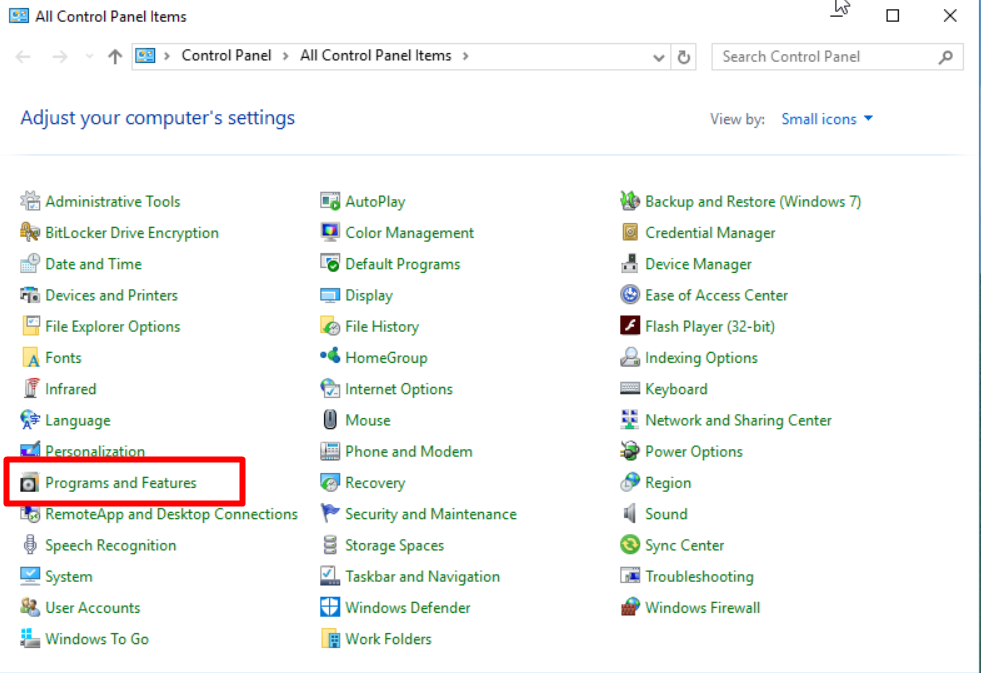 All Control Panel Items
Control Panel > All Control Panel Items >
Search Control Panel
Adjust your computer's settings
View by: Small icons
Administrative Tools
AutoPlay
Backup and Restore (Windows 7)
BitLocker Drive Encryption
Color Management
Credential Manager
Date and Time
Default Programs
Device Manager
Devices and Printers
Display
Ease of Access Center
File Explorer Options
File History
Flash Player (32-bit)
Fonts
HomeGroup
Indexing Options
Infrared
Internet Options
Keyboard
Language
Mouse
Network and Sharing Center
Personalization
Phone and Modem
Power Options
Programs and Features
Recovery
Region
RemoteApp and Desktop Connections
Security and Maintenance
Sound
Speech Recognition
Storage Spaces
Sync Center
System
Taskbar and Navigation
Troubleshooting
User Accounts
Windows Defender
Windows Firewall
Windows To Go
Work Folders